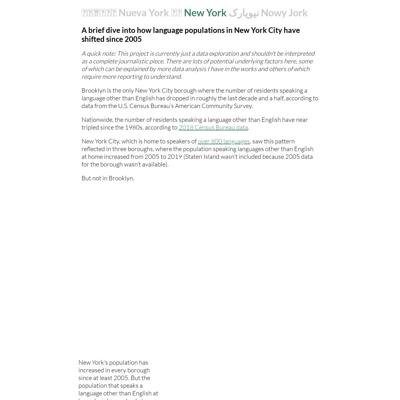 Nueva York New York نيويارک Nowy Jork
A brief dive into how language populations in New York City have
shifted since 2005
A quick note: This project is currently just a data exploration and shouldn't be interpreted
as a complete journalistic piece. There are lots of potential underlying factors here, some
of which can be explained by more data analysis I have in the works and others of which
require more reporting to understand.
Brooklyn is the only New York City borough where the number of residents speaking a
language other than English has dropped in roughly the last decade and a half, according to
data from the U.S. Census Bureau's American Community Survey.
Nationwide, the number of residents speaking a language other than English have near
tripled since the 1980s, according to 2018 Census Bureau data.
New York City, which is home to speakers of over 800 languages, saw this pattern
reflected in three boroughs, where the population speaking languages other than English
at home increased from 2005 to 2019 (Staten Island wasn't included because 2005 data
for the borough wasn't available).
But not in Brooklyn.
New York's population has
increased in every borough
since at least 2005. But the
population that speaks a
language other than English at